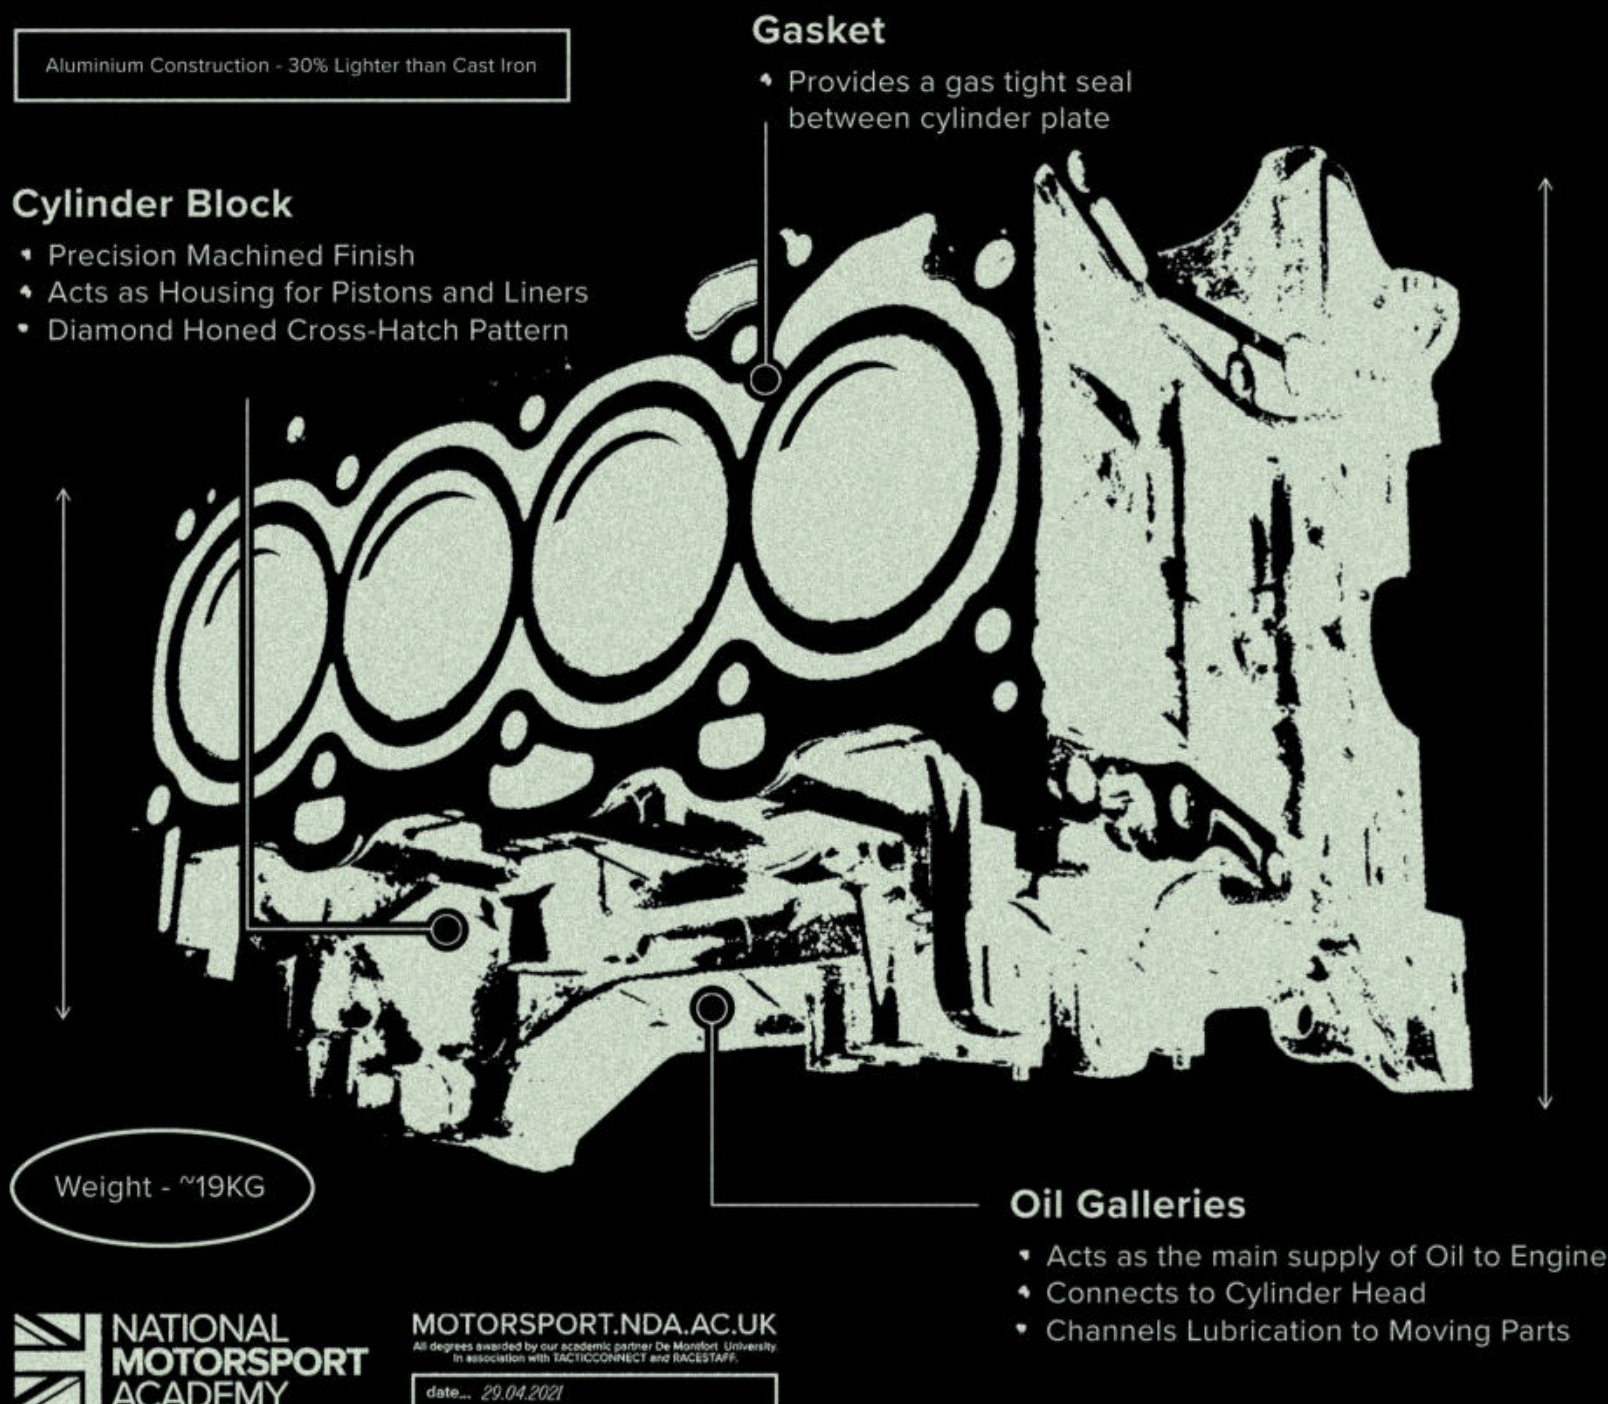 Aluminium Construction - 30% Lighter than Cast Iron
Gasket
Provides a gas tight seal
between cylinder plate
Cylinder Block
Precision Machined Finish
Acts as Housing for Pistons and Liners
Diamond Honed Cross-Hatch Pattern
Weight - ~19KG
Oil Galleries
Acts as the main supply of Oil to Engine
Connects to Cylinder Head
Channels Lubrication to Moving Parts
NATIONAL
MOTORSPORT
ACADEMY
MOTORSPORT.NDA.AC.UK
All degrees awarded by our academic partner De Montfort University.
In association with TACTICCONNECT and RACESTAFF.
date... 29.04.2021